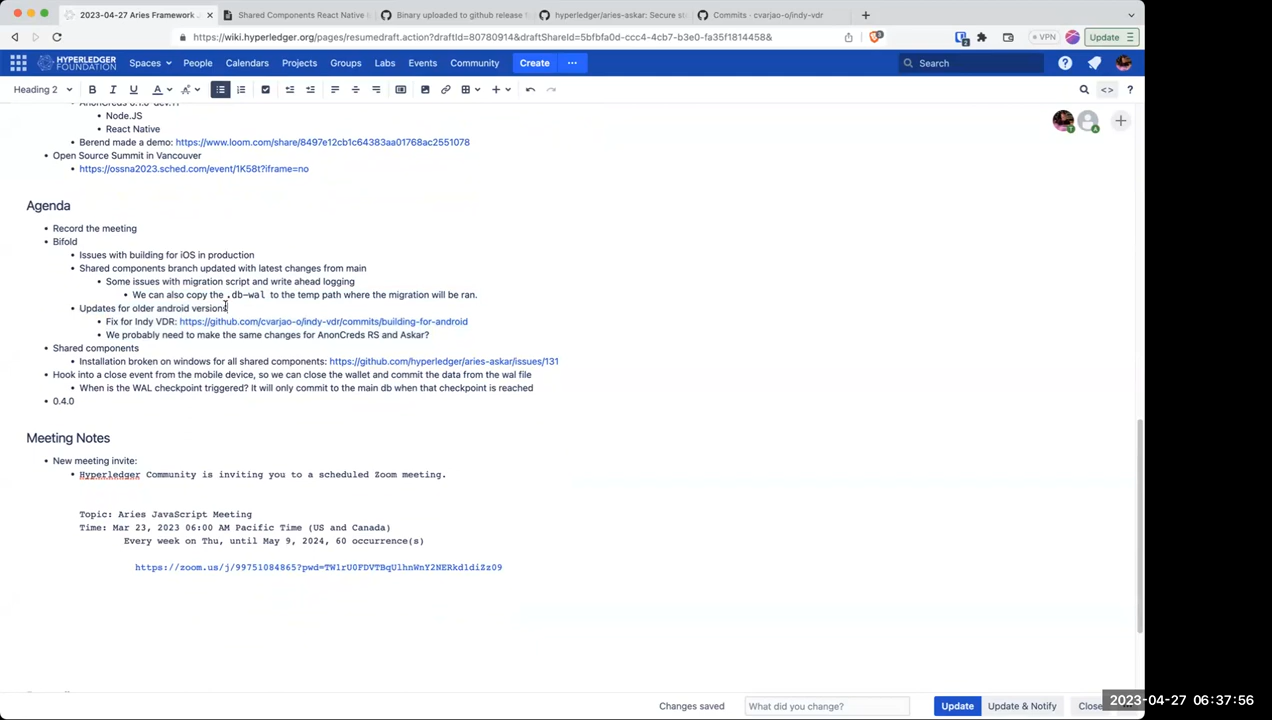 2023-04-27 Aries Framework
Shared Components React Native
Binary uploaded to github release
hyperledger/aries-askar: Secure st
Commits · cvarjao-o/indy-vdr
https://wiki.hyperledger.org/pages/resumedraft.action?draftId=80780914&draftShareId=5bfbfa0d-ccc4-4cb7-b3e0-fa35f1814458&
VPN
Update
HYPERLEDGER FOUNDATION
Spaces
People
Calendars
Projects
Groups
Labs
Events
Community
Create
Search
Heading 2
AnonCreds 0.1.0-dev.11
Node.JS
React Native
Berend made a demo: https://www.loom.com/share/8497e12cb1c64383aa01768ac2551078
Open Source Summit in Vancouver
https://ossna2023.sched.com/event/1K58t?iframe=no
Agenda
Record the meeting
Bifold
Issues with building for iOS in production
Shared components branch updated with latest changes from main
Some issues with migration script and write ahead logging
We can also copy the .db-wal to the temp path where the migration will be ran.
Updates for older android versions
Fix for Indy VDR: https://github.com/cvarjao-o/indy-vdr/commits/building-for-android
We probably need to make the same changes for AnonCreds RS and Askar?
Shared components
Installation broken on windows for all shared components: https://github.com/hyperledger/aries-askar/issues/131
Hook into a close event from the mobile device, so we can close the wallet and commit the data from the wal file
When is the WAL checkpoint triggered? It will only commit to the main db when that checkpoint is reached
0.4.0
Meeting Notes
New meeting invite:
Hyperledger Community is inviting you to a scheduled Zoom meeting.
Topic: Aries JavaScript Meeting
Time: Mar 23, 2023 06:00 AM Pacific Time (US and Canada)
Every week on Thu, until May 9, 2024, 60 occurrence(s)
https://zoom.us/j/99751084865?pwd=TW1rU0FDVTBqUlhnWnY2NERkd1diZz09
Changes saved
What did you change?
Update
Update & Notify
Close
2023-04-27 06:37:56